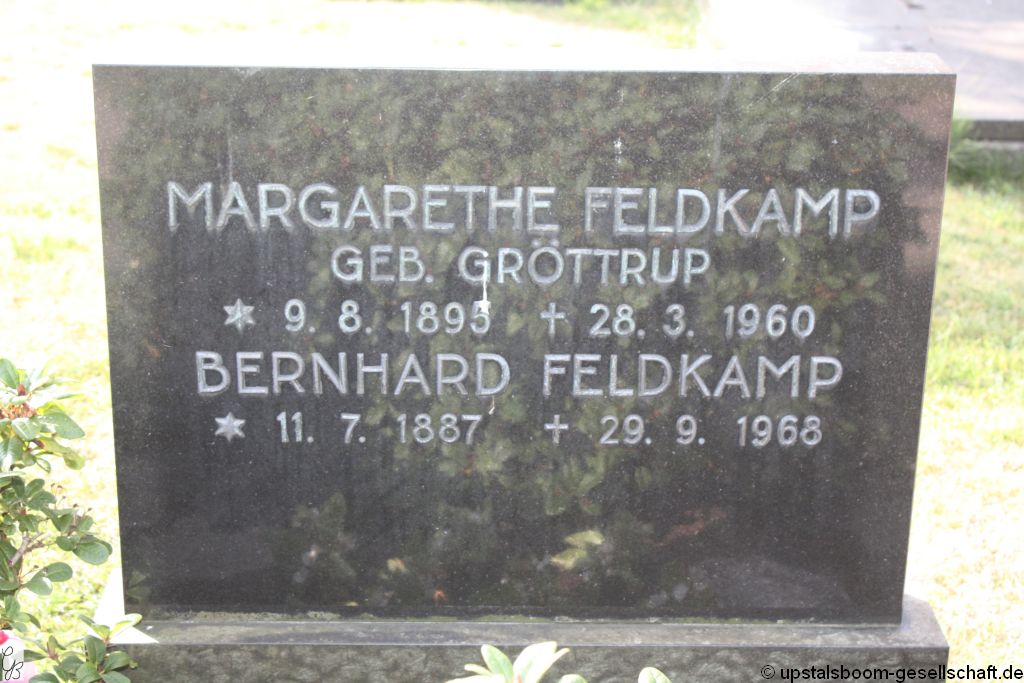 MARGARETHE FELDKAMP
GEB. GRÖTTRUP
* 9. 8. 1895 † 28. 3. 1960
BERNHARD FELDKAMP
* 11. 7. 1887 † 29. 9. 1968
© upstalsboom-gesellschaft.de